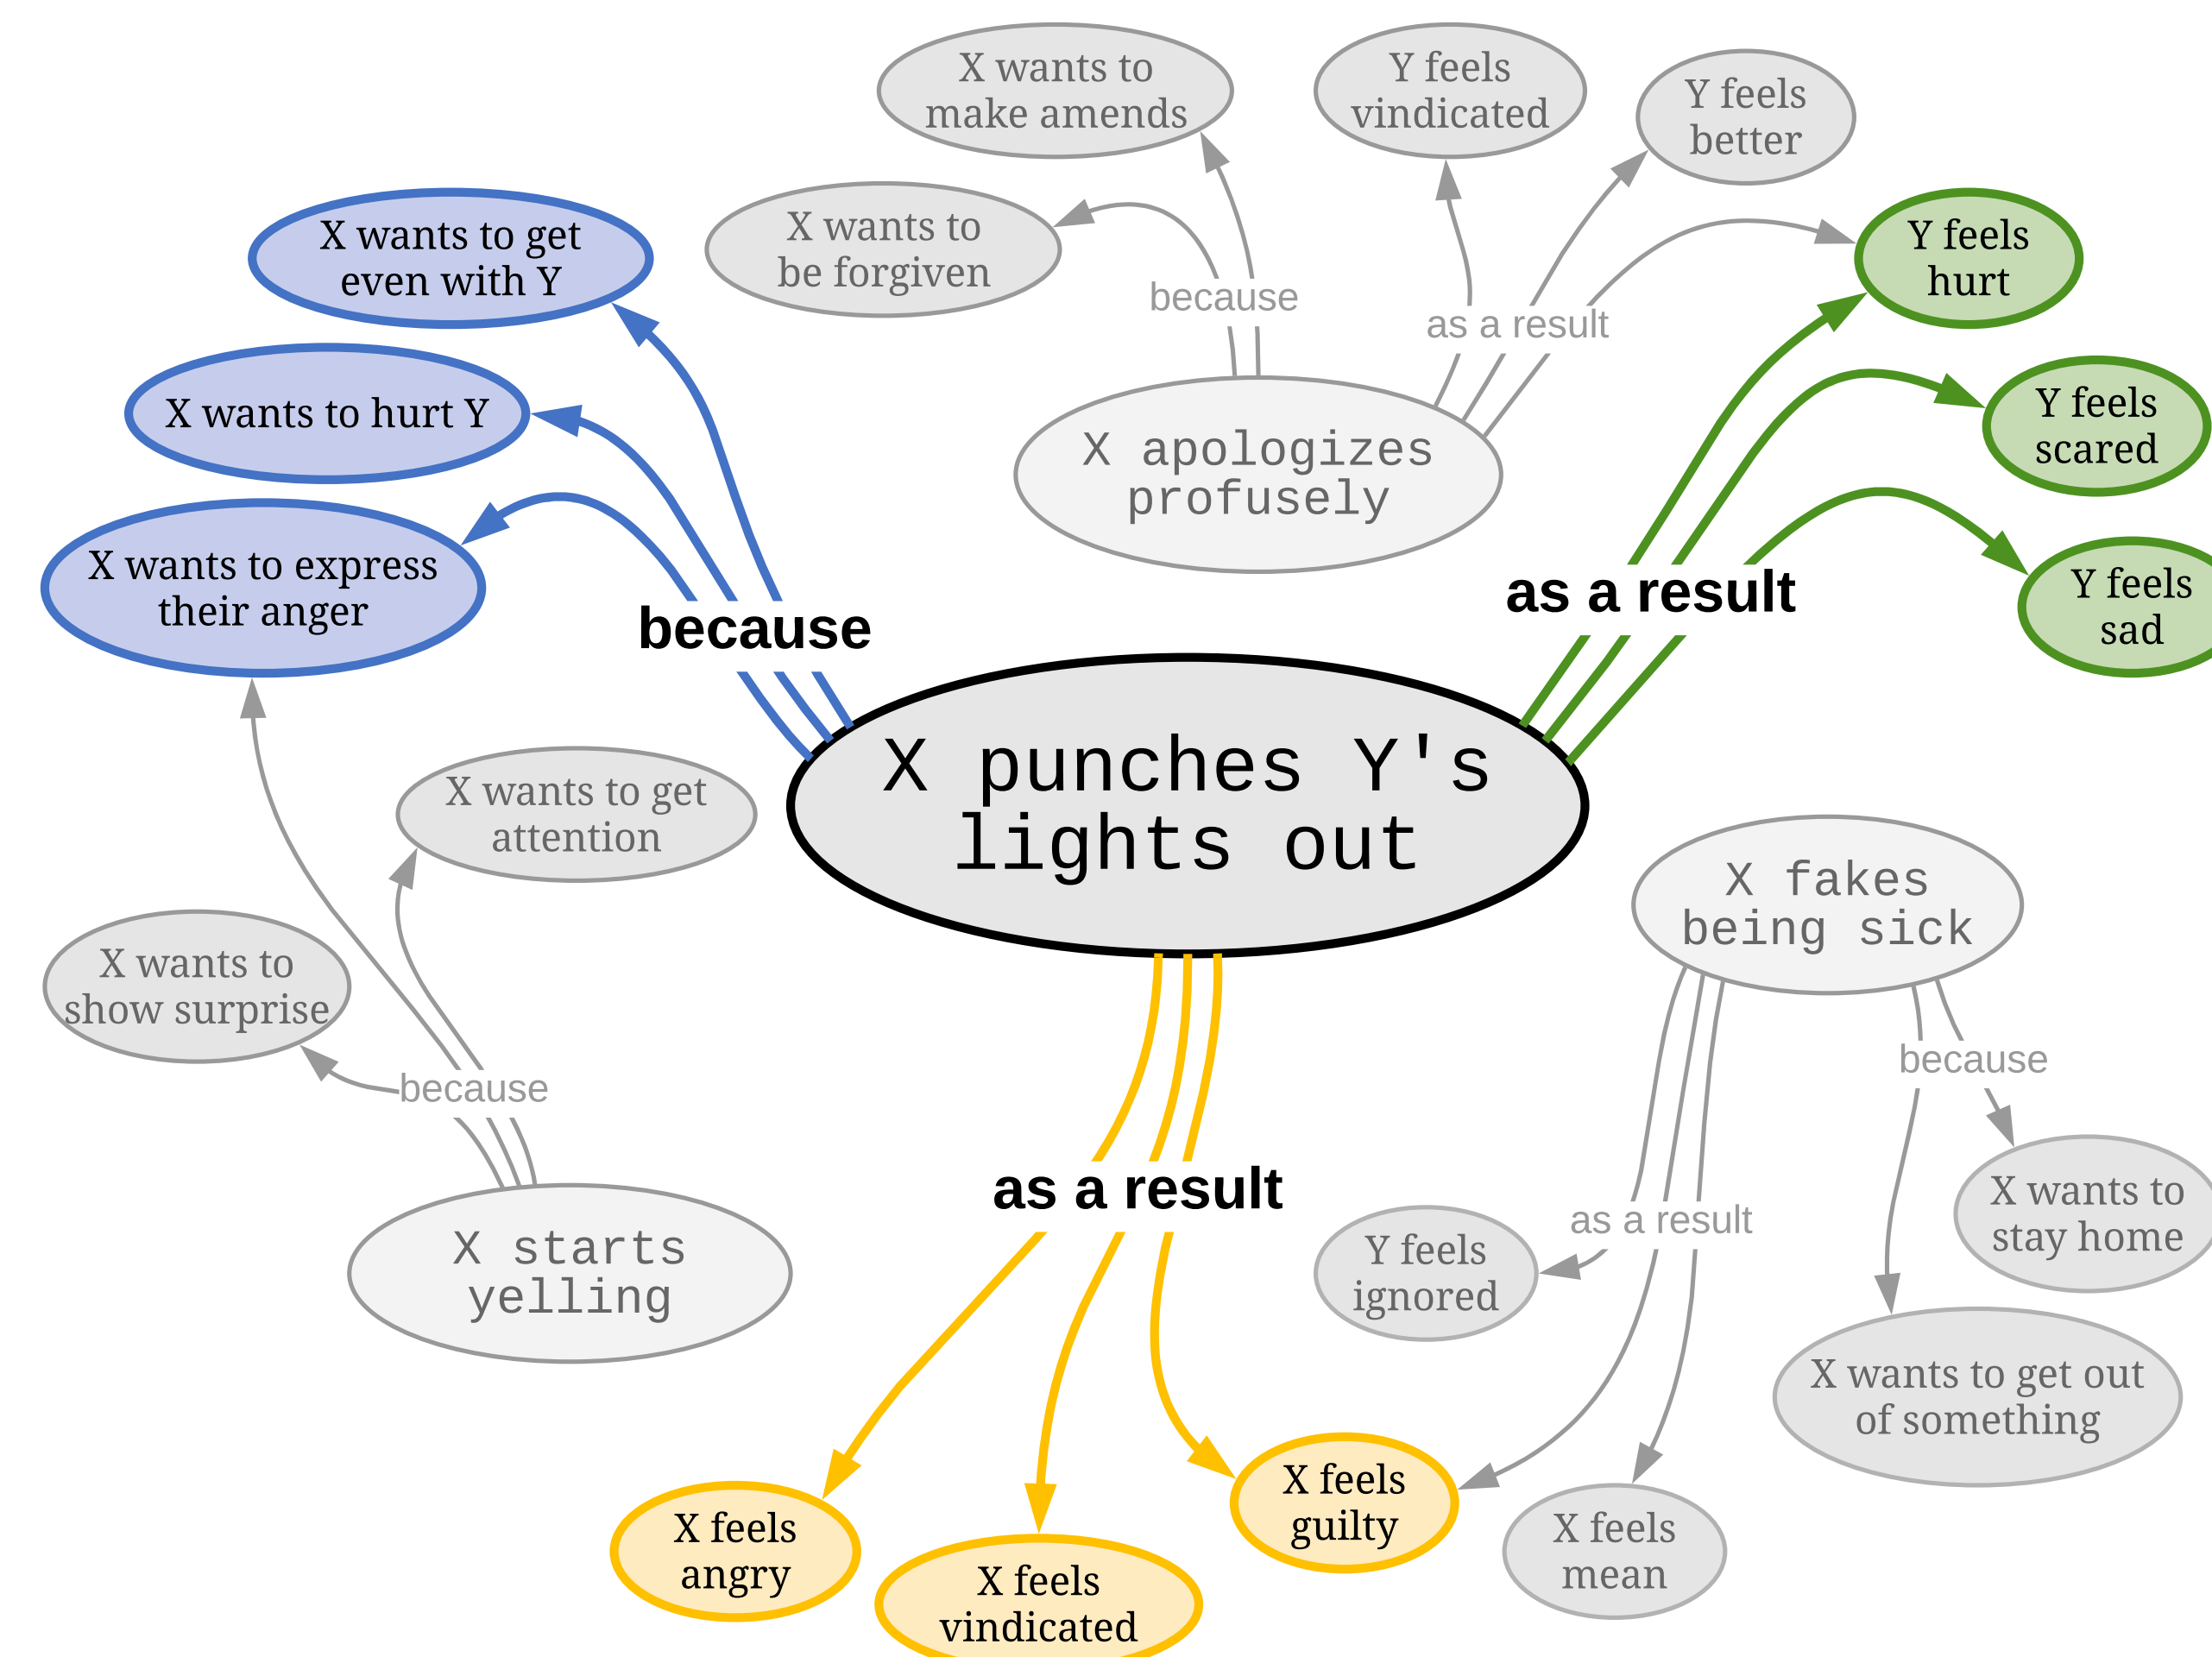 X wants to
make amends
Y feels
vindicated
Y feels
better
X wants to
be forgiven
X wants to get
even with Y
Y feels
hurt
because
as a result
X wants to hurt Y
Y feels
scared
X apologizes
profusely
X wants to express
their anger
because
as a result
Y feels
sad
X punches Y's
lights out
X wants to get
attention
X fakes
being sick
X wants to
show surprise
because
because
as a result
as a result
X wants to
stay home
X starts
yelling
Y feels
ignored
X wants to get out
of something
X feels
guilty
X feels
angry
X feels
vindicated
X feels
mean